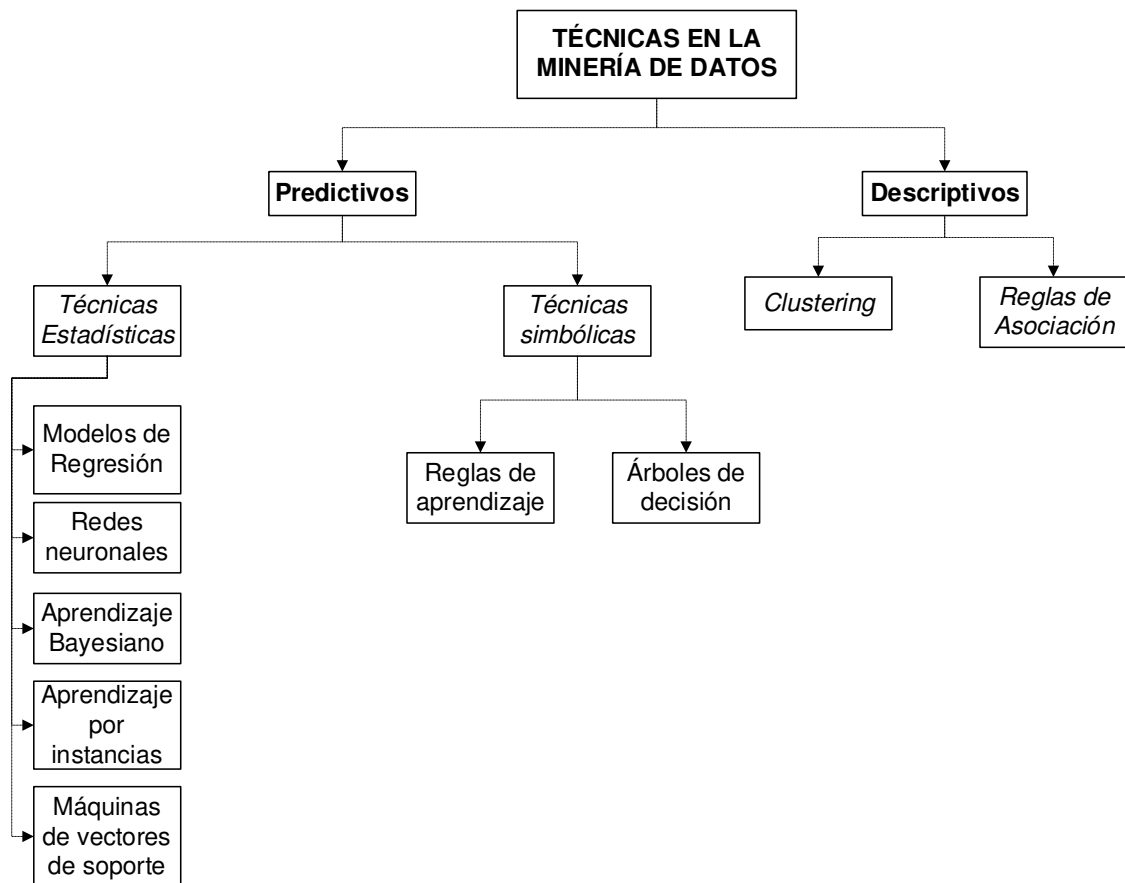 TÉCNICAS EN LA
MINERÍA DE DATOS
Predictivos
Descriptivos
Técnicas
Estadísticas
Técnicas
simbólicas
Clustering
Reglas de
Asociación
Modelos de
Regresión
Reglas de
aprendizaje
Árboles de
decisión
Redes
neuronales
Aprendizaje
Bayesiano
Aprendizaje
por
instancias
Máquinas
de vectores
de soporte